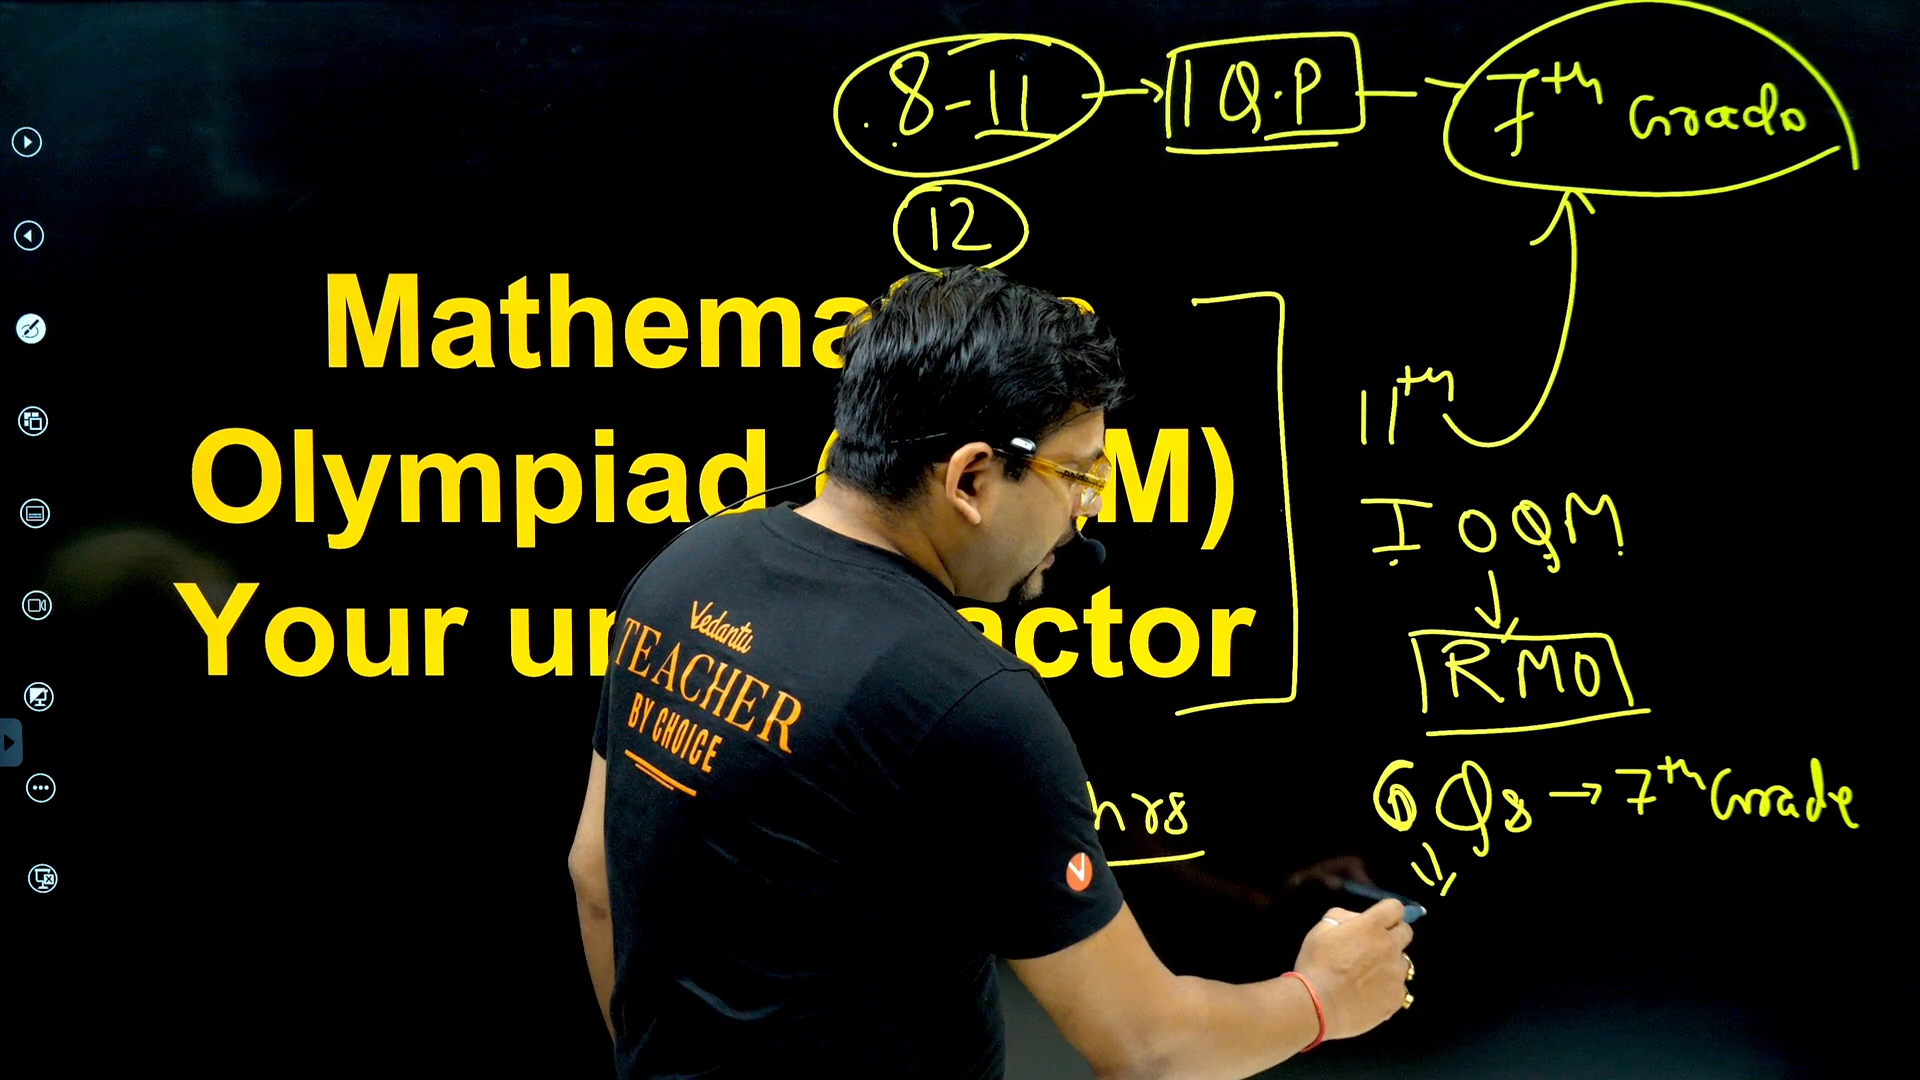 8-11 → 1 Q.P — 7th Grade
12
Mathema
Olympiad M)
Your un actor
11th
IOQM
RMO
6 Qs → 7th Grade
hrs
Vedantu
TEACHER
BY CHOICE